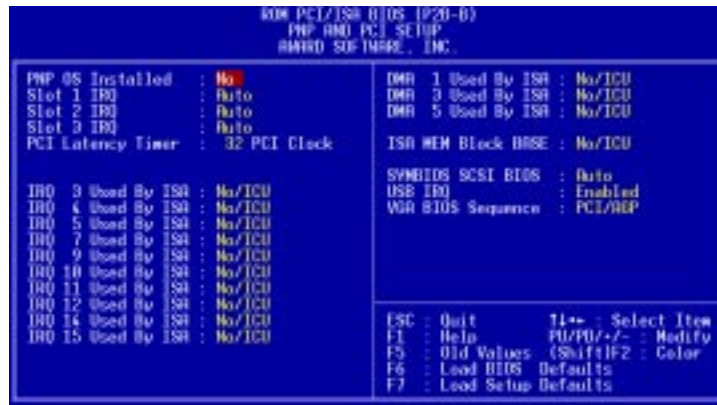 ROM PCI/ISA BIOS (P2B-B)
PNP AND PCI SETUP
AWARD SOFTWARE, INC.
PNP OS Installed : No
Slot 1 IRQ : Auto
Slot 2 IRQ : Auto
Slot 3 IRQ : Auto
PCI Latency Timer : 32 PCI Clock
IRQ 3 Used By ISA : No/ICU
IRQ 4 Used By ISA : No/ICU
IRQ 5 Used By ISA : No/ICU
IRQ 7 Used By ISA : No/ICU
IRQ 9 Used By ISA : No/ICU
IRQ 10 Used By ISA : No/ICU
IRQ 11 Used By ISA : No/ICU
IRQ 12 Used By ISA : No/ICU
IRQ 14 Used By ISA : No/ICU
IRQ 15 Used By ISA : No/ICU
DMA 1 Used By ISA : No/ICU
DMA 3 Used By ISA : No/ICU
DMA 5 Used By ISA : No/ICU
ISA MEM Block BASE : No/ICU
SYMBIOS SCSI BIOS : Auto
USB IRQ : Enabled
VGA BIOS Sequence : PCI/AGP
ESC : Quit ↑↓→← : Select Item
F1 : Help PU/PD/+/- : Modify
F5 : Old Values (Shift)F2 : Color
F6 : Load BIOS Defaults
F7 : Load Setup Defaults